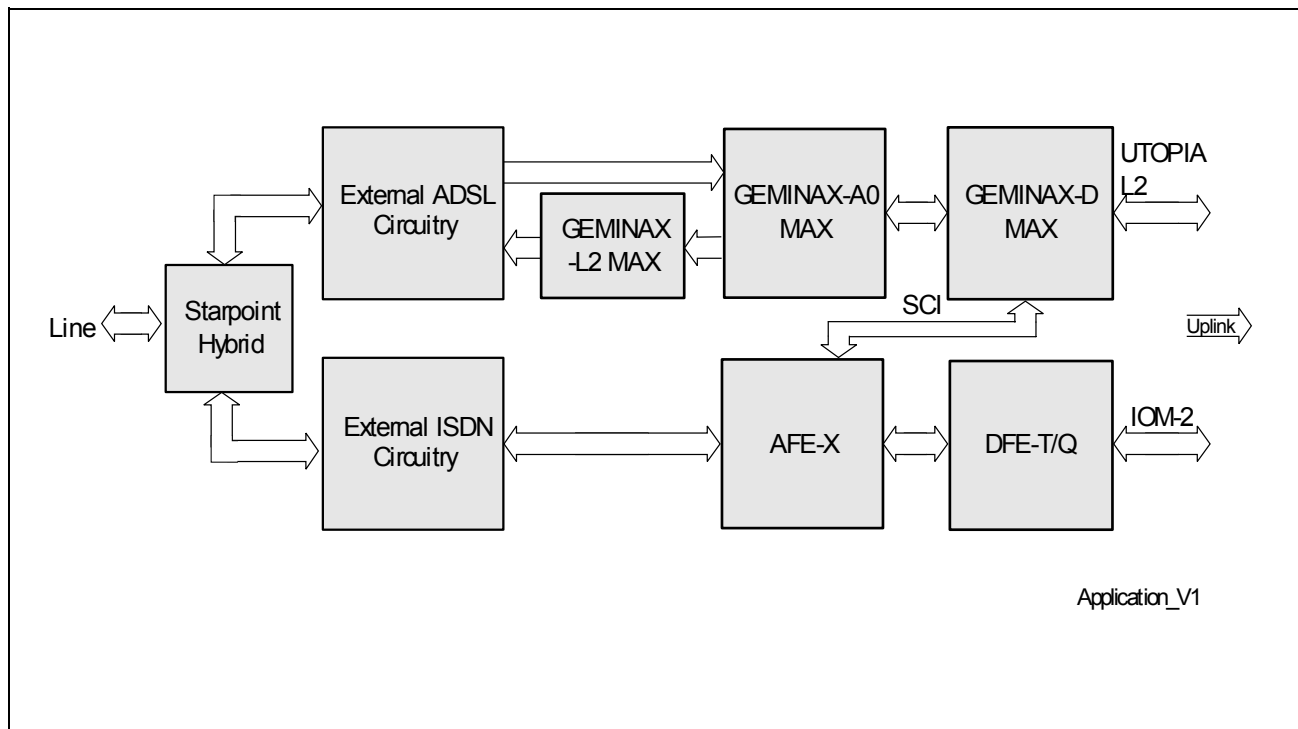 External ADSL
Circuitry
GEMINAX
-L2 MAX
GEMINAX-A0
MAX
GEMINAX-D
MAX
UTOPIA
L2
SCI
Line
Starpoint
Hybrid
Uplink
External ISDN
Circuitry
AFE-X
DFE-T/Q
IOM-2
Application_V1